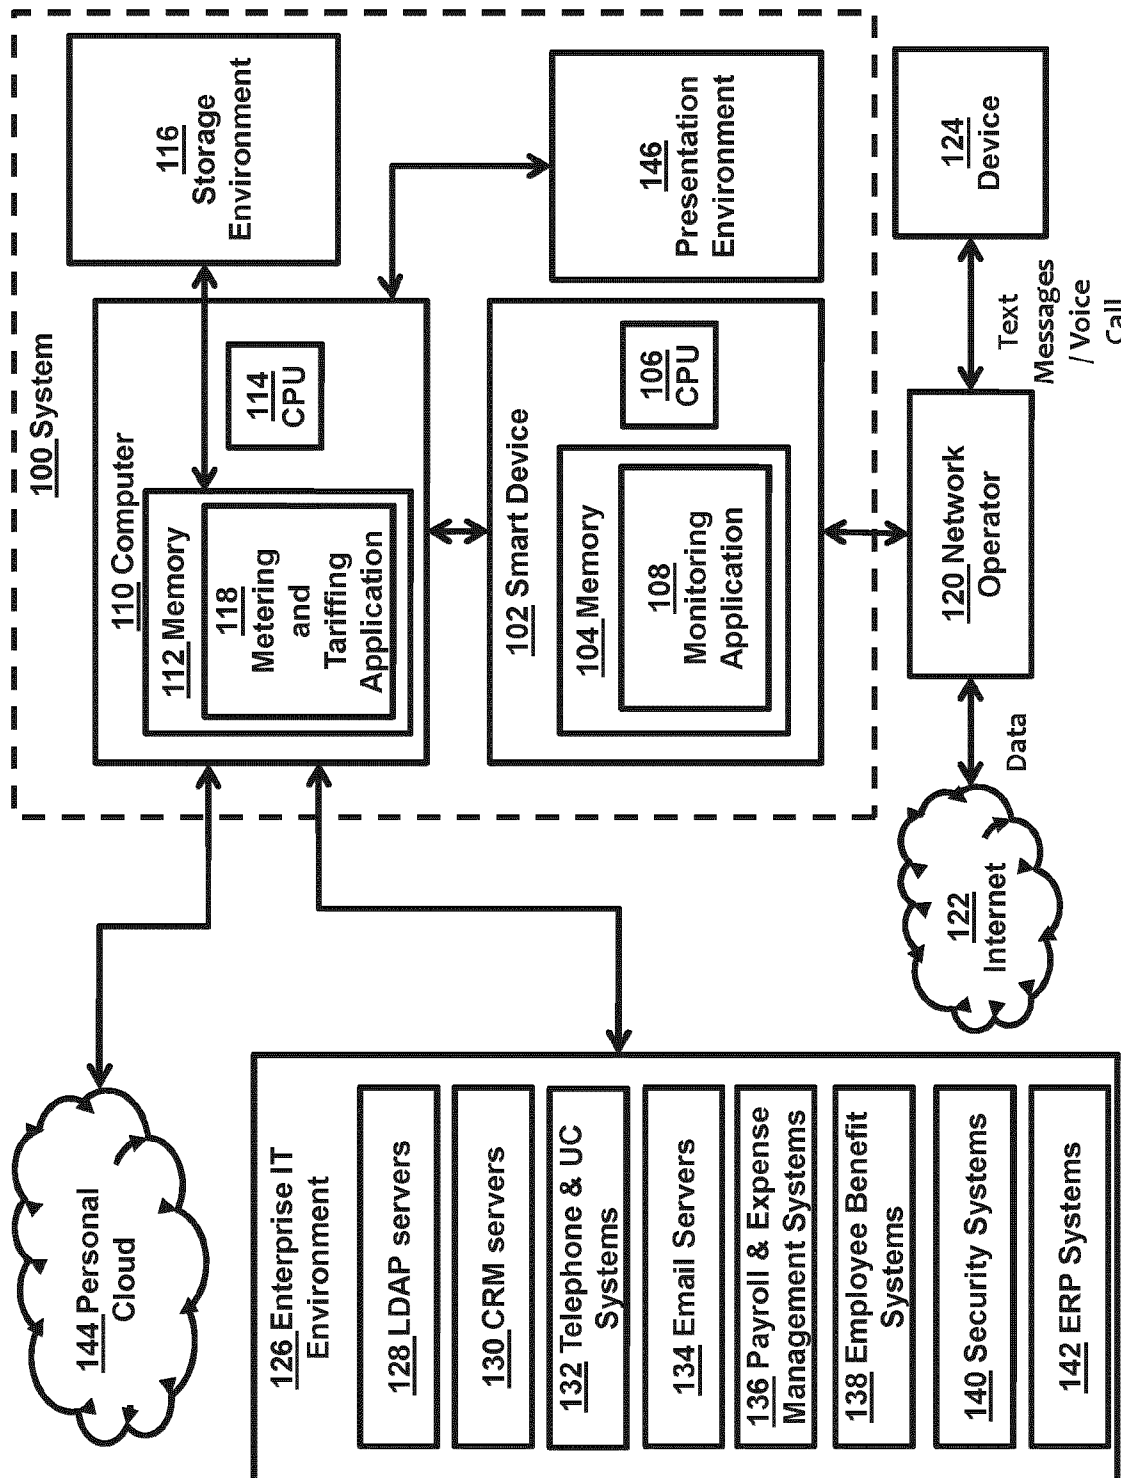 100 System
110 Computer
112 Memory
118
Metering
and
Tariffing
Application
114
CPU
116
Storage
Environment
102 Smart Device
104 Memory
108
Monitoring
Application
106
CPU
146
Presentation
Environment
144 Personal
Cloud
126 Enterprise IT
Environment
128 LDAP servers
130 CRM servers
132 Telephone & UC
Systems
134 Email Servers
136 Payroll & Expense
Management Systems
138 Employee Benefit
Systems
140 Security Systems
142 ERP Systems
122
Internet
Data
120 Network
Operator
Text
Messages
/ Voice
Call
124
Device